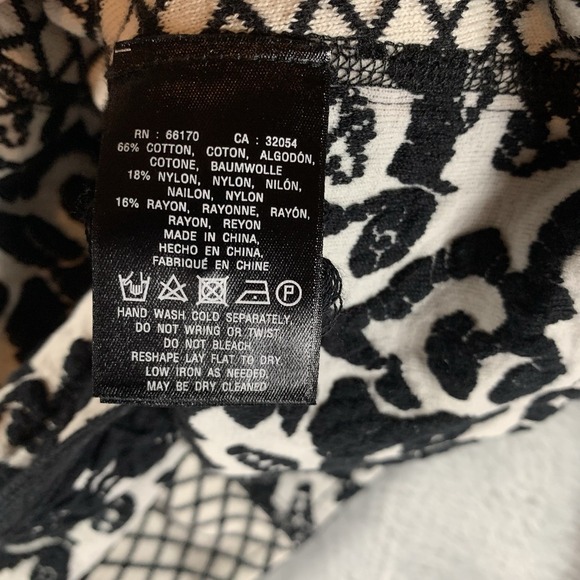 RN : 66170 CA : 32054
66% COTTON, COTON, ALGODÓN,
COTONE, BAUMWOLLE
18% NYLON, NYLON, NILÓN,
NAILON, NYLON
16% RAYON, RAYONNE, RAYÓN,
RAYON, REYON
MADE IN CHINA,
HECHO EN CHINA,
FABRIQUÉ EN CHINE
P
HAND WASH COLD SEPARATELY,
DO NOT WRING OR TWIST.
DO NOT BLEACH.
RESHAPE LAY FLAT TO DRY.
LOW IRON AS NEEDED.
MAY BE DRY CLEANED